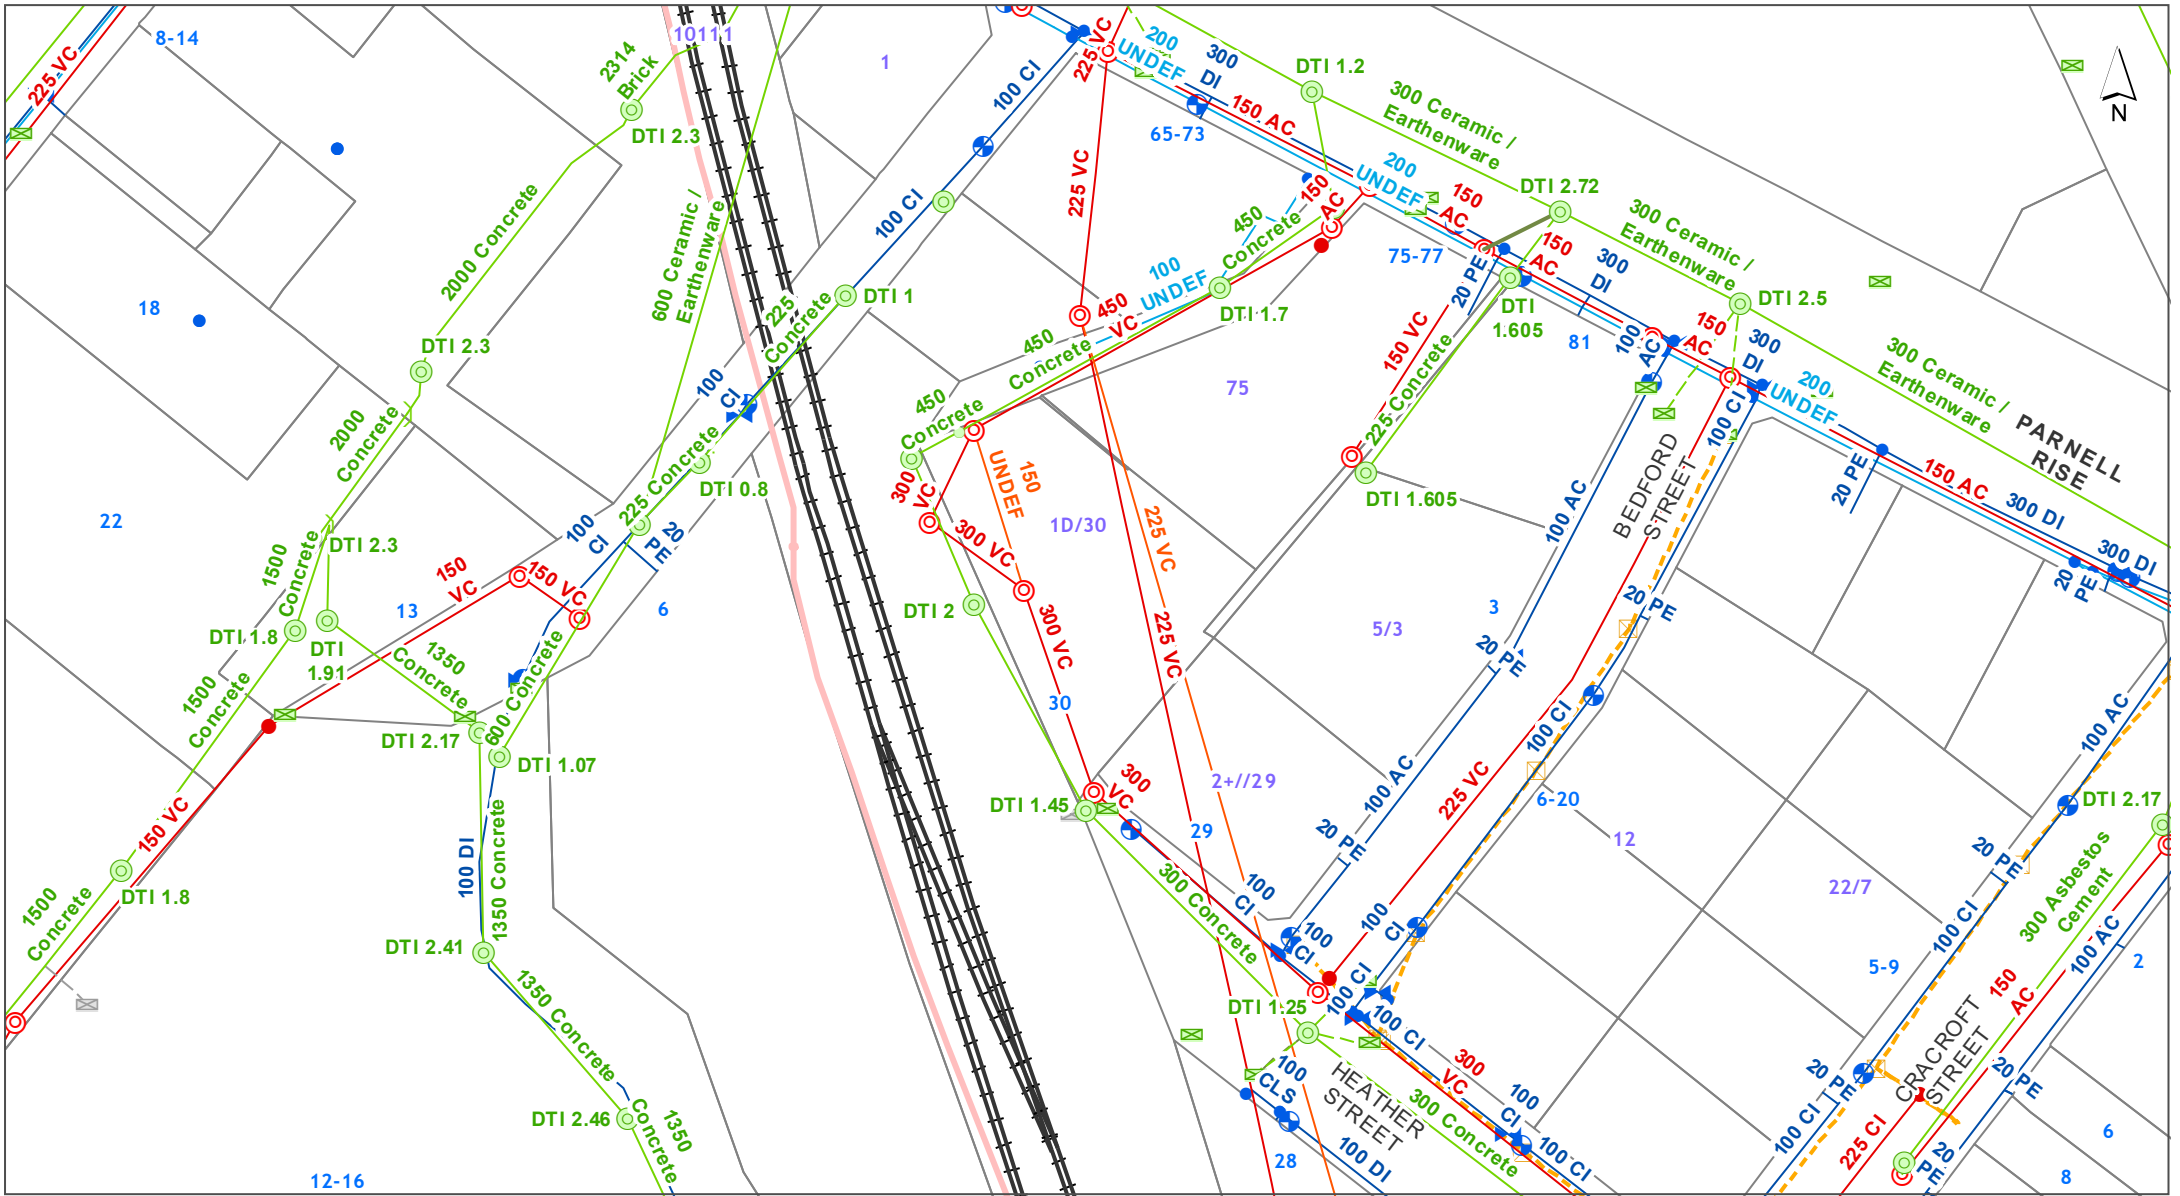 8-14
225 VC
2314
Brick
10111
DTI 2.3
1
100 CI
225 VC
200
UNDEF
300
DI
DTI 1.2
300 Ceramic /
Earthenware
150 AC
65-73
N
2000 Concrete
600 Ceramic /
Earthenware
100 CI
225 VC
450
Concrete
150
AC
200
UNDEF
150
AC
DTI 2.72
300 Ceramic /
Earthenware
75-77
150
AC
300
DI
20 PE
DTI 2.5
18
DTI 2.3
225
Concrete
DTI 1
100
UNDEF
450
VC
DTI 1.7
DTI
1.605
81
100
AC
150
AC
300
DI
450
Concrete
150 VC
225 Concrete
200
UNDEF
300 Ceramic /
Earthenware
PARNELL
RISE
2000
Concrete
100
CI
450
Concrete
75
100 CI
BEDFORD
STREET
22
225 Concrete
DTI 0.8
300
VC
150
UNDEF
1D/30
225 VC
DTI 1.605
100 AC
20 PE
150 AC
300 DI
300 DI
20
PE
DTI 2.3
1500
Concrete
100
CI
20
PE
300 VC
13
150
VC
150 VC
6
DTI 2
300 VC
225 VC
5/3
3
20 PE
20 PE
DTI 1.8
DTI
1.91
1350
Concrete
1500
Concrete
600 Concrete
DTI 2.17
DTI 1.07
30
100 CI
100 AC
2+//29
100 AC
225 VC
6-20
DTI 2.17
DTI 1.45
300
VC
29
20 PE
12
150 VC
100 DI
1350 Concrete
20 PE
300 Asbestos
Cement
22/7
1500
Concrete
DTI 1.8
300 Concrete
100
CI
100
CI
100
CI
100 CI
100 AC
DTI 2.41
5-9
2
1350 Concrete
DTI 1.25
100 CI
100 CI
150
AC
CRACROFT
STREET
DTI 2.46
1350
Concrete
100
CLS
HEATHER
STREET
300
VC
100
CI
20 PE
20 PE
300 Concrete
100 DI
100 CI
100 CI
225 CI
20
PE
6
8
28
12-16